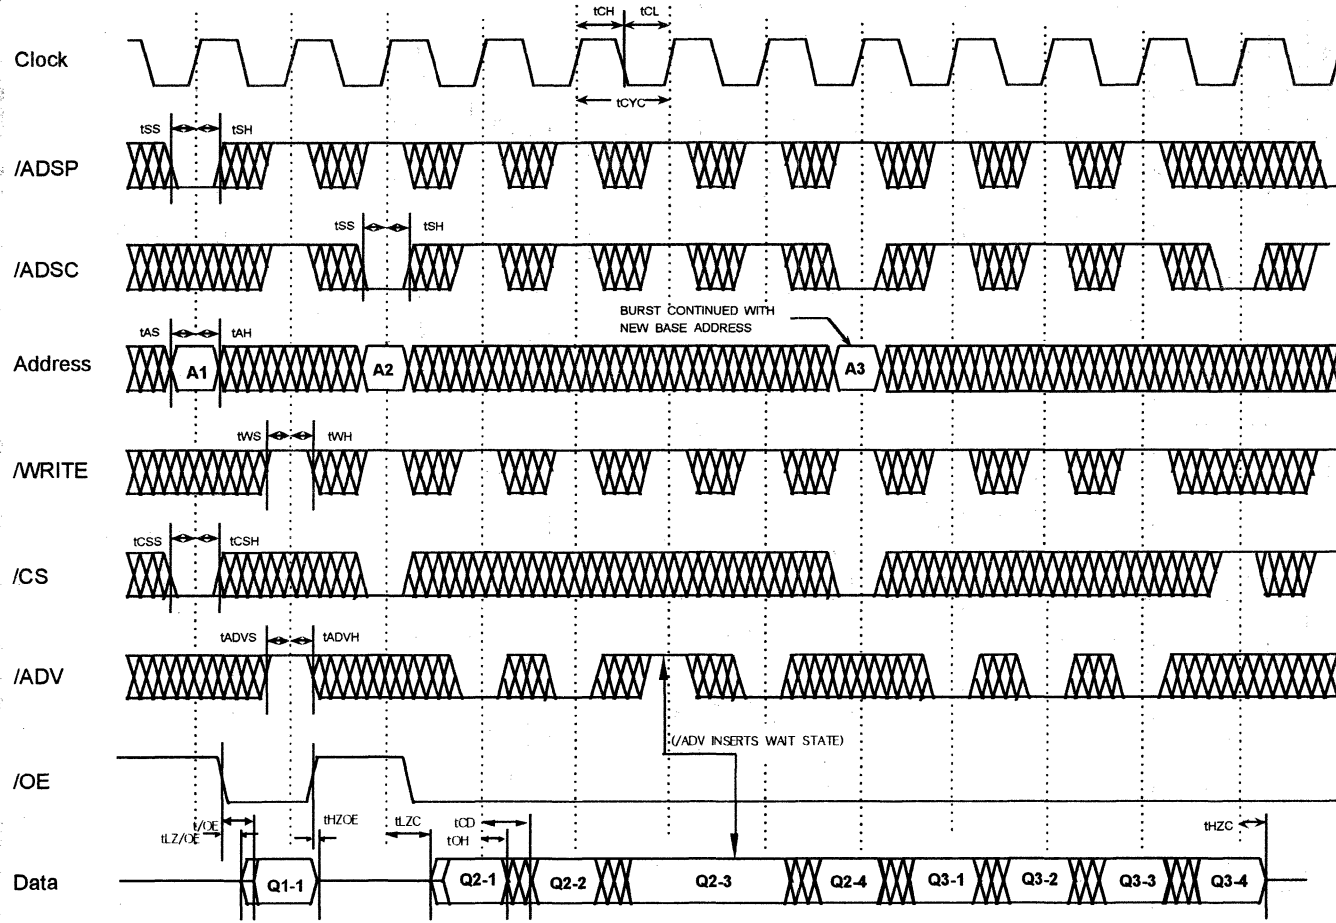 tCH tCL
Clock
tCYC
tSS tSH
/ADSP
tSS tSH
/ADSC
BURST CONTINUED WITH
NEW BASE ADDRESS
tAS tAH
Address A1 A2 A3
tWS tWH
/WRITE
tCSS tCSH
/CS
tADVS tADVH
/ADV
(/ADV INSERTS WAIT STATE)
/OE
t/OE tHZOE tLZC tCD tHZC
tLZ/OE tOH
Data Q1-1 Q2-1 Q2-2 Q2-3 Q2-4 Q3-1 Q3-2 Q3-3 Q3-4